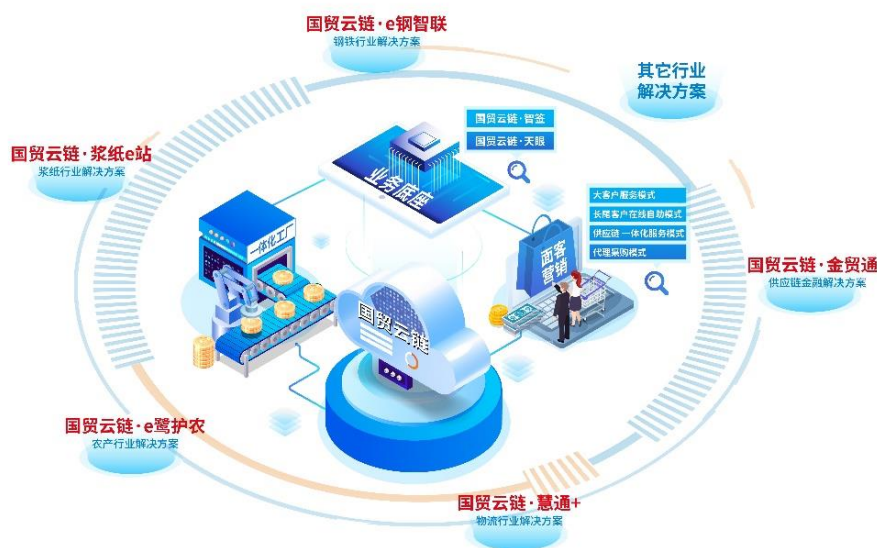 国贸云链·e钢智联
钢铁行业解决方案
其它行业
解决方案
国贸云链·智签
国贸云链·天眼
业务底座
国贸云链·浆纸e站
浆纸行业解决方案
大客户服务模式
长尾客户在线自助模式
供应链一体化服务模式
代理采购模式
一体化工厂
面客
营销
国贸云链·金贸通
供应链金融解决方案
国贸云链
国贸云链·e鹭护农
农产行业解决方案
国贸云链·慧通+
物流行业解决方案